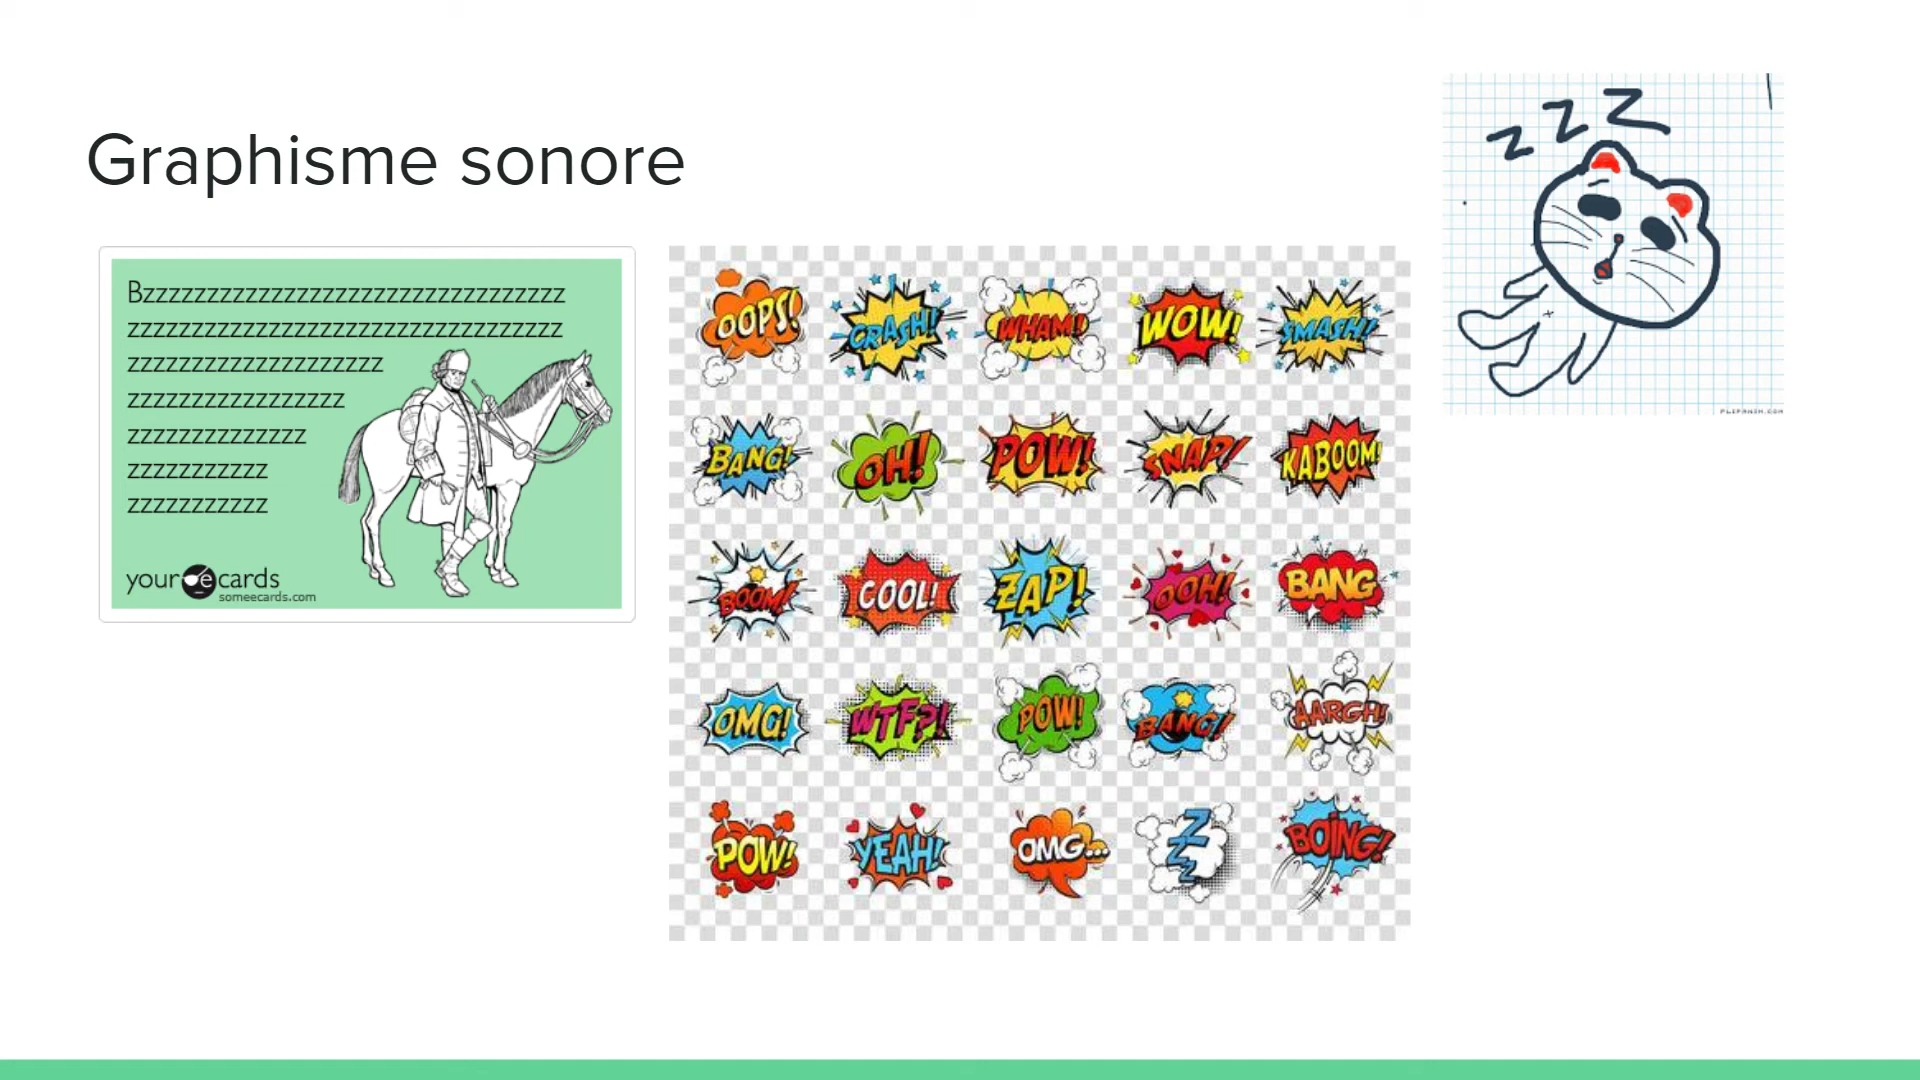 Graphisme sonore
Bzzzzzzzzzzzzzzzzzzzzzzzzzzzzzzzzz
zzzzzzzzzzzzzzzzzzzzzzzzzzzzzzzzzz
zzzzzzzzzzzzzzzzzzzz
zzzzzzzzzzzzzzzzz
zzzzzzzzzzzzzz
zzzzzzzzzzz
zzzzzzzzzzz
your e cards
someecards.com
OOPS! CRASH! WHAM! WOW! SMASH!
BANG! OH! POW! SNAP! KABOOM!
BOOM! COOL! ZAP! OOH! BANG
OMG! WTF?! POW! BANG! AARGH!
POW! YEAH! OMG... ZZZ BOING!
z z z
FLIPANIM.COM